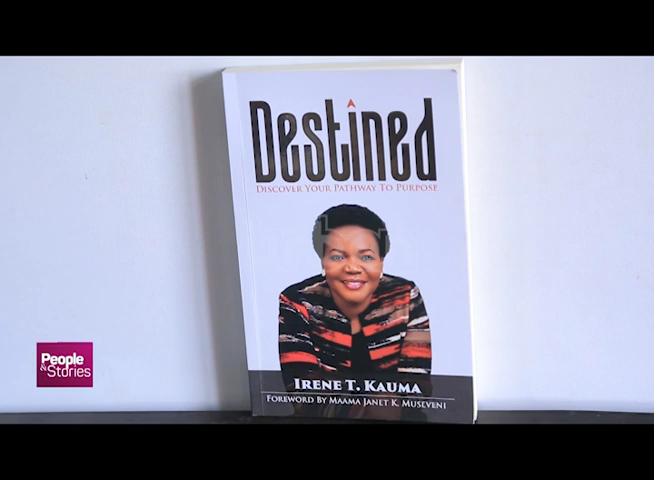 Destined
DISCOVER YOUR PATHWAY TO PURPOSE
IRENE T. KAUMA
FOREWORD BY MAAMA JANET K. MUSEVENI
People
& Stories